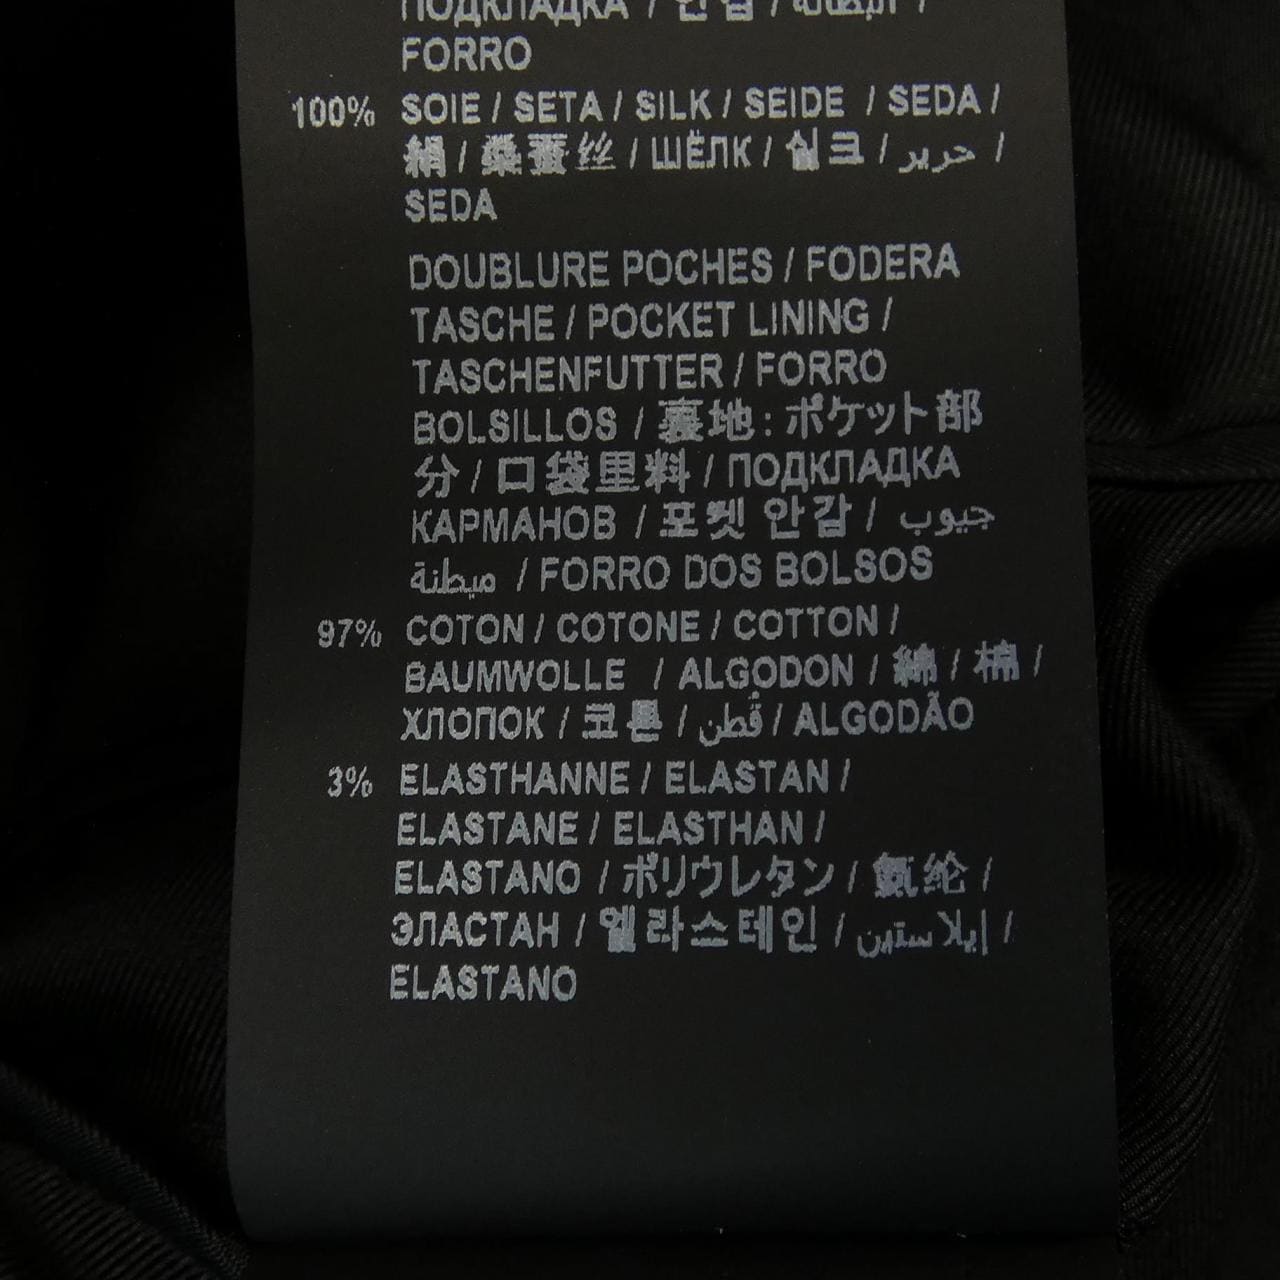 ПОДКЛАДКА / 안감 / البطانة /
FORRO
100% SOIE / SETA / SILK / SEIDE / SEDA /
絹 / 桑蚕丝 / ШЁЛК / 실크 / حرير /
SEDA
DOUBLURE POCHES / FODERA
TASCHE / POCKET LINING /
TASCHENFUTTER / FORRO
BOLSILLOS / 裏地:ポケット部
分 / 口袋里料 / ПОДКЛАДКА
КАРМАНОВ / 포켓 안감 / جيوب
مبطنة / FORRO DOS BOLSOS
97% COTON / COTONE / COTTON /
BAUMWOLLE / ALGODON / 綿 / 棉 /
ХЛОПОК / 코튼 / قُطن / ALGODÃO
3% ELASTHANNE / ELASTAN /
ELASTANE / ELASTHAN /
ELASTANO / ポリウレタン / 氨纶 /
ЭЛАСТАН / 엘라스테인 / إيلاستين /
ELASTANO